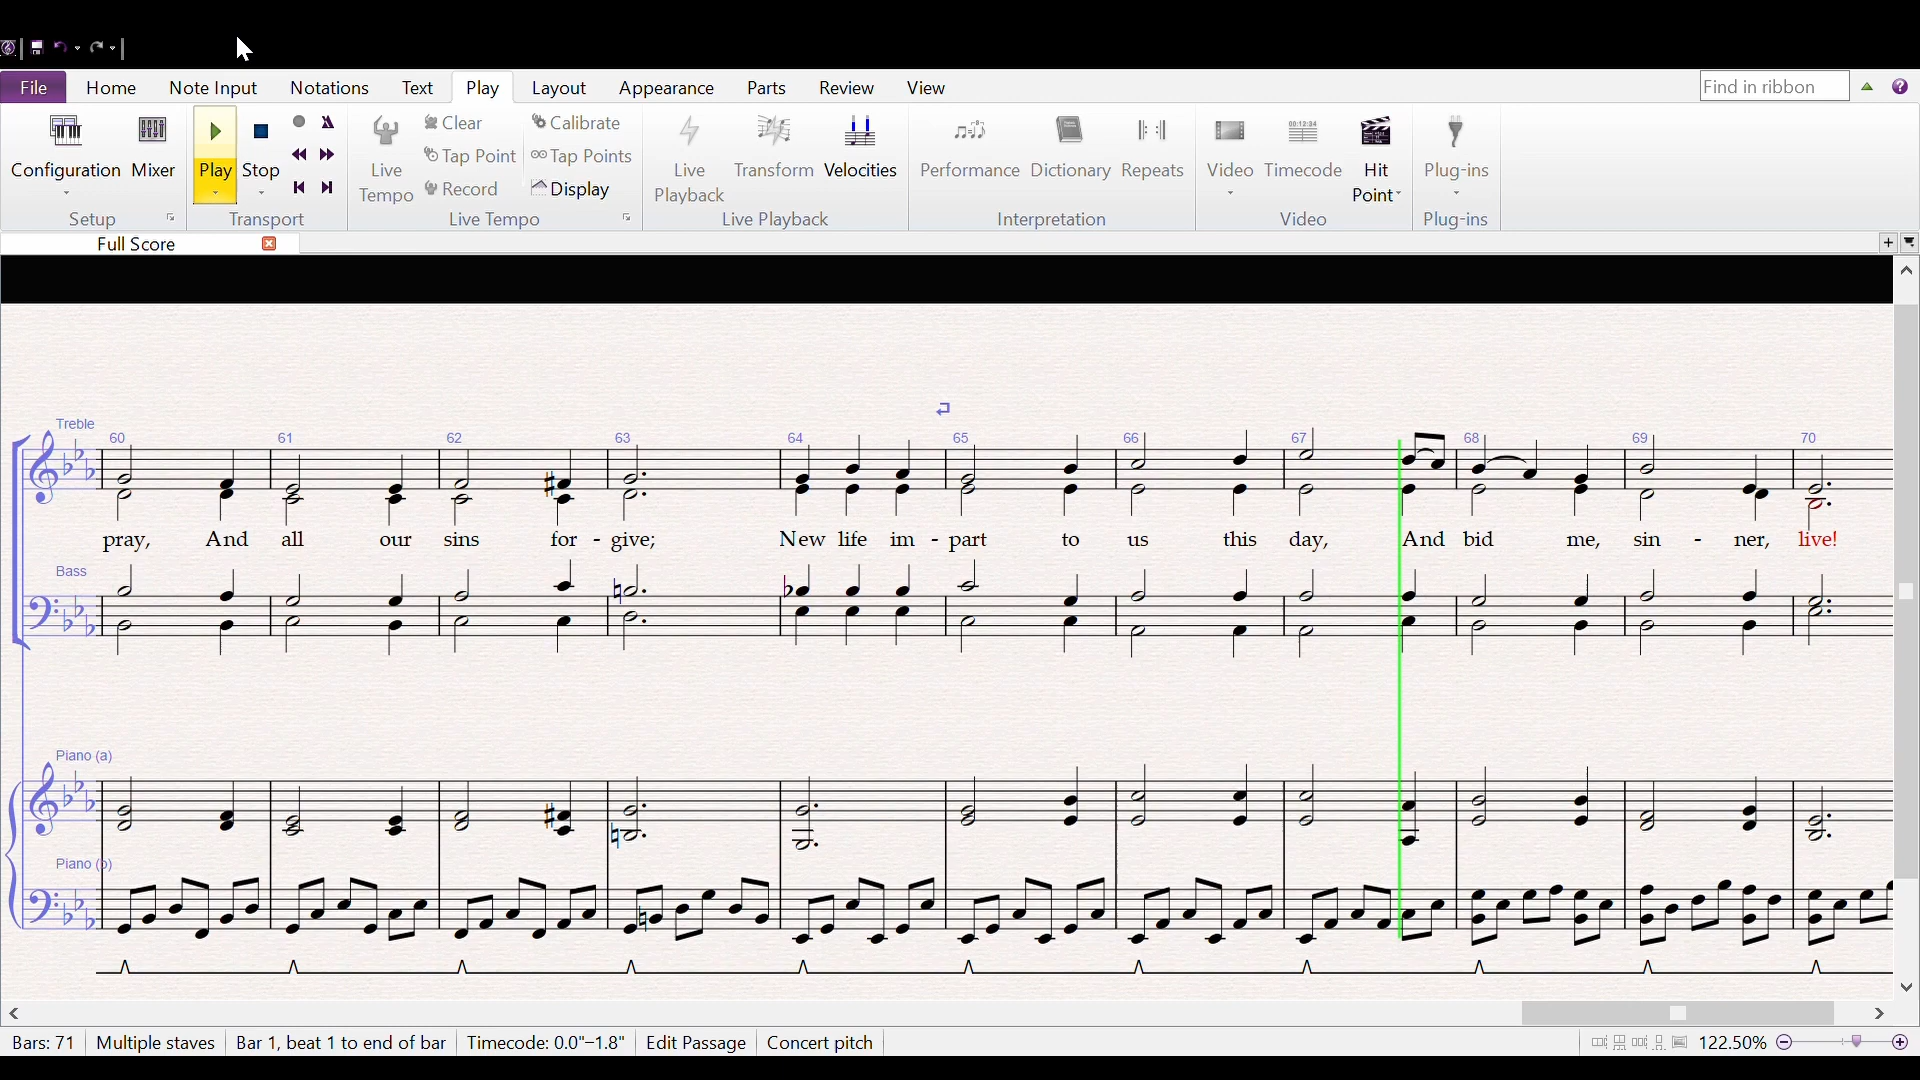 File Home Note Input Notations Text Play Layout Appearance Parts Review View Find in ribbon
Configuration Mixer Play Stop Live Tempo Clear Tap Point Record Calibrate Tap Points Display Live Playback Transform Velocities Performance Dictionary Repeats Video Timecode Hit Point Plug-ins
Setup Transport Live Tempo Live Playback Interpretation Video Plug-ins
Full Score
Treble
60 61 62 63 64 65 66 67 68 69 70
pray, And all our sins for - give; New life im - part to us this day, And bid me, sin - ner, live!
Bass
Piano (a)
Piano (b)
Bars: 71 Multiple staves Bar 1, beat 1 to end of bar Timecode: 0.0"-1.8" Edit Passage Concert pitch 122.50%